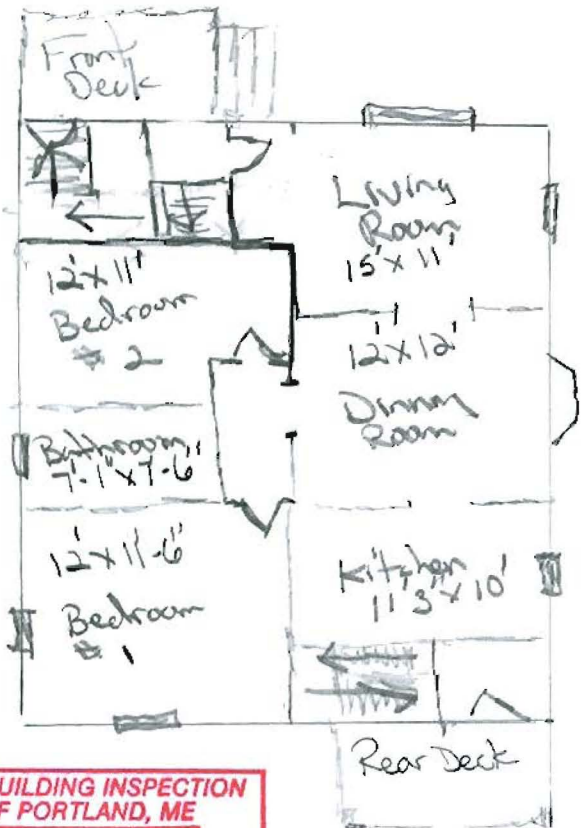 Front
Deck
Living
Room
15' x 11'
12' x 11'
Bedroom
# 2
12' x 12'
Dinning
Room
Bathroom
7'-1" x 7'-6"
12' x 11'-6"
Bedroom
# 1
Kitchen
11' 3" x 10'
Rear Deck
UILDING INSPECTION
F PORTLAND, ME